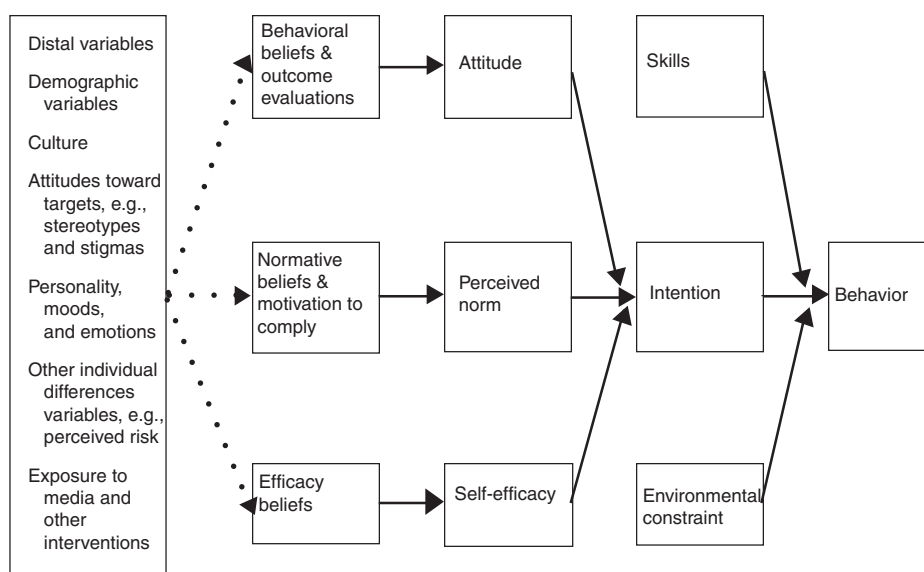 Distal variables
Demographic
variables
Culture
Attitudes toward
targets, e.g.,
stereotypes
and stigmas
Personality,
moods,
and emotions
Other individual
differences
variables, e.g.,
perceived risk
Exposure to
media and
other
interventions
Behavioral
beliefs &
outcome
evaluations
Attitude
Skills
Normative
beliefs &
motivation to
comply
Perceived
norm
Intention
Behavior
Efficacy
beliefs
Self-efficacy
Environmental
constraint